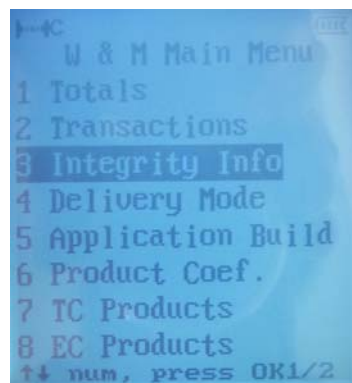 C
W & M Main Menu
1 Totals
2 Transactions
3 Integrity Info
4 Delivery Mode
5 Application Build
6 Product Coef.
7 TC Products
8 EC Products
↑↓ num, press OK1/2